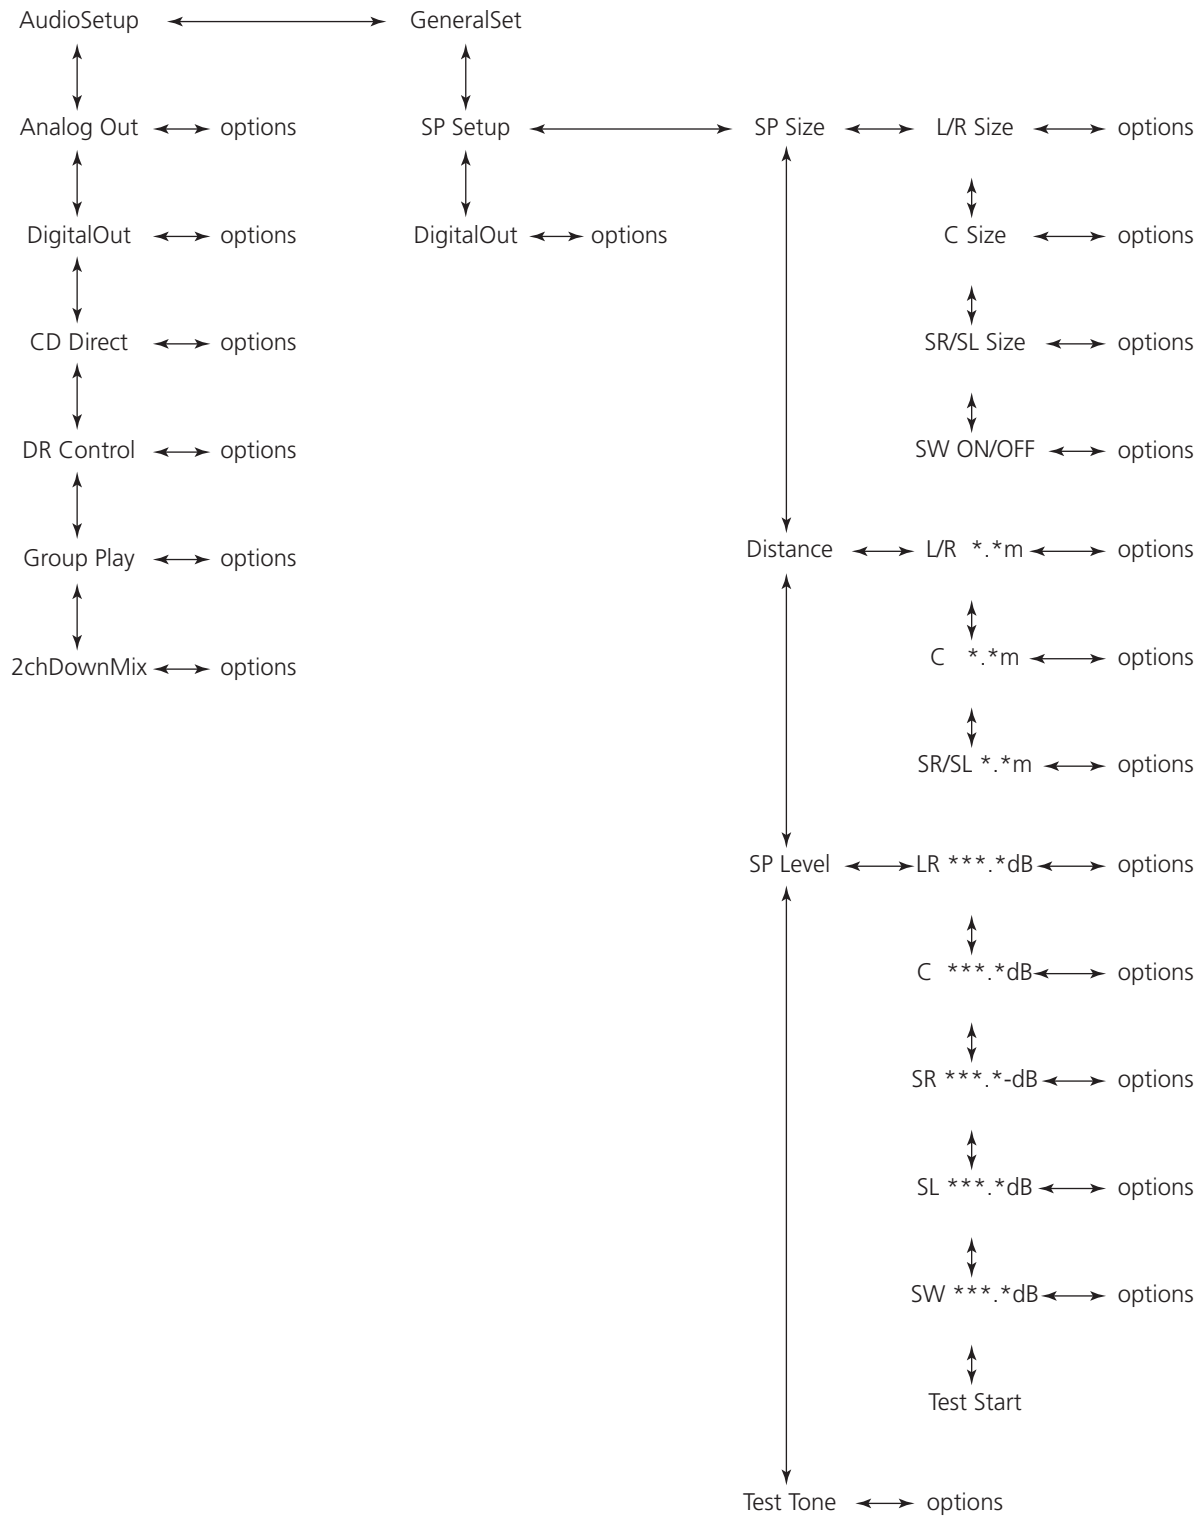 AudioSetup GeneralSet
Analog Out options SP Setup SP Size L/R Size options
DigitalOut options DigitalOut options C Size options
CD Direct options SR/SL Size options
DR Control options SW ON/OFF options
Group Play options Distance L/R *.*m options
2chDownMix options C *.*m options
SR/SL *.*m options
SP Level LR ***.*dB options
C ***.*dB options
SR ***.*-dB options
SL ***.*dB options
SW ***.*dB options
Test Start
Test Tone options